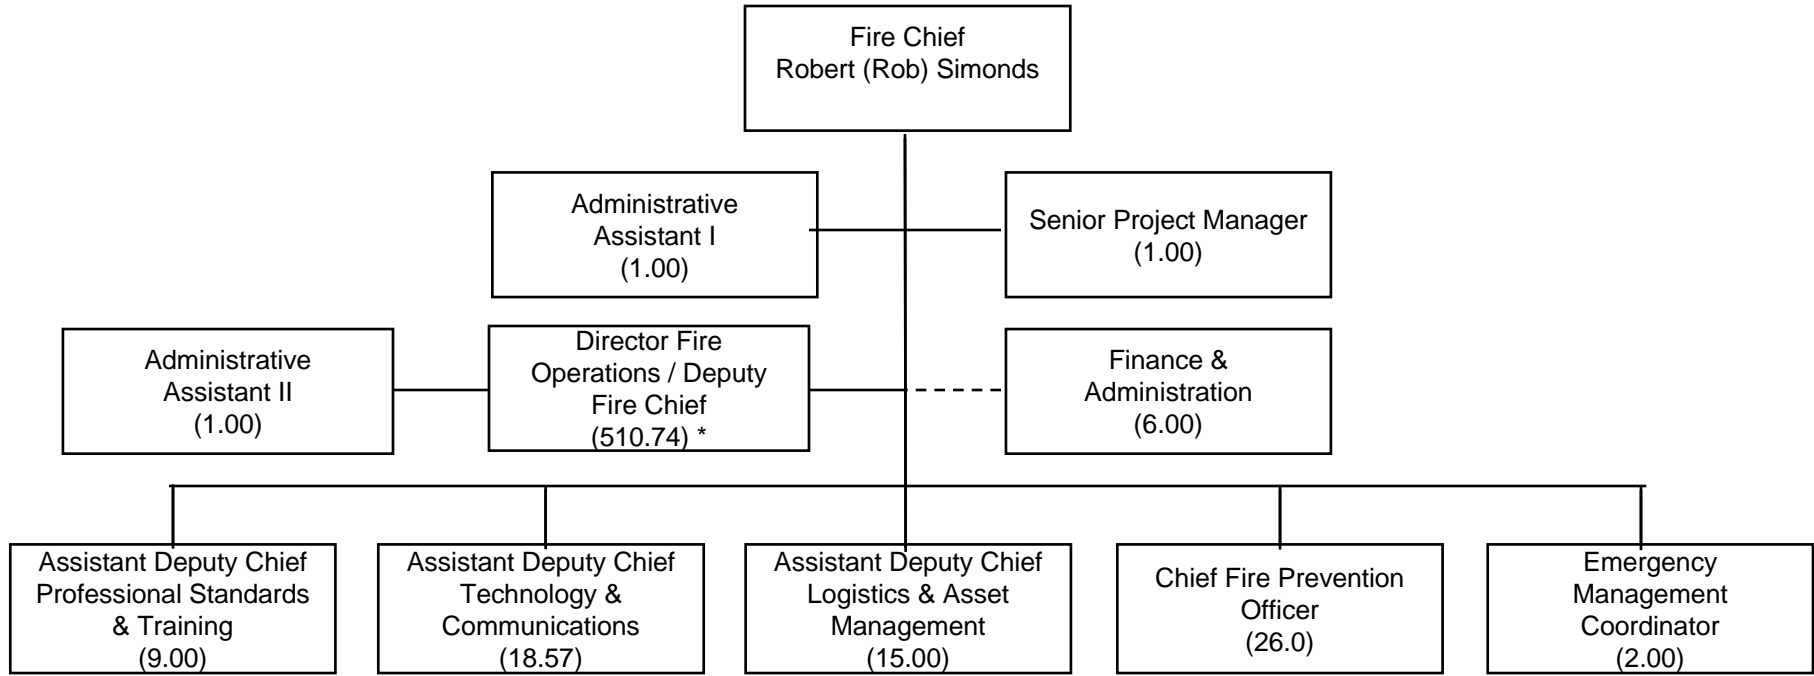 Fire Chief
Robert (Rob) Simonds
Administrative
Assistant I
(1.00)
Senior Project Manager
(1.00)
Administrative
Assistant II
(1.00)
Director Fire
Operations / Deputy
Fire Chief
(510.74) *
Finance &
Administration
(6.00)
Assistant Deputy Chief
Professional Standards
& Training
(9.00)
Assistant Deputy Chief
Technology &
Communications
(18.57)
Assistant Deputy Chief
Logistics & Asset
Management
(15.00)
Chief Fire Prevention
Officer
(26.0)
Emergency
Management
Coordinator
(2.00)